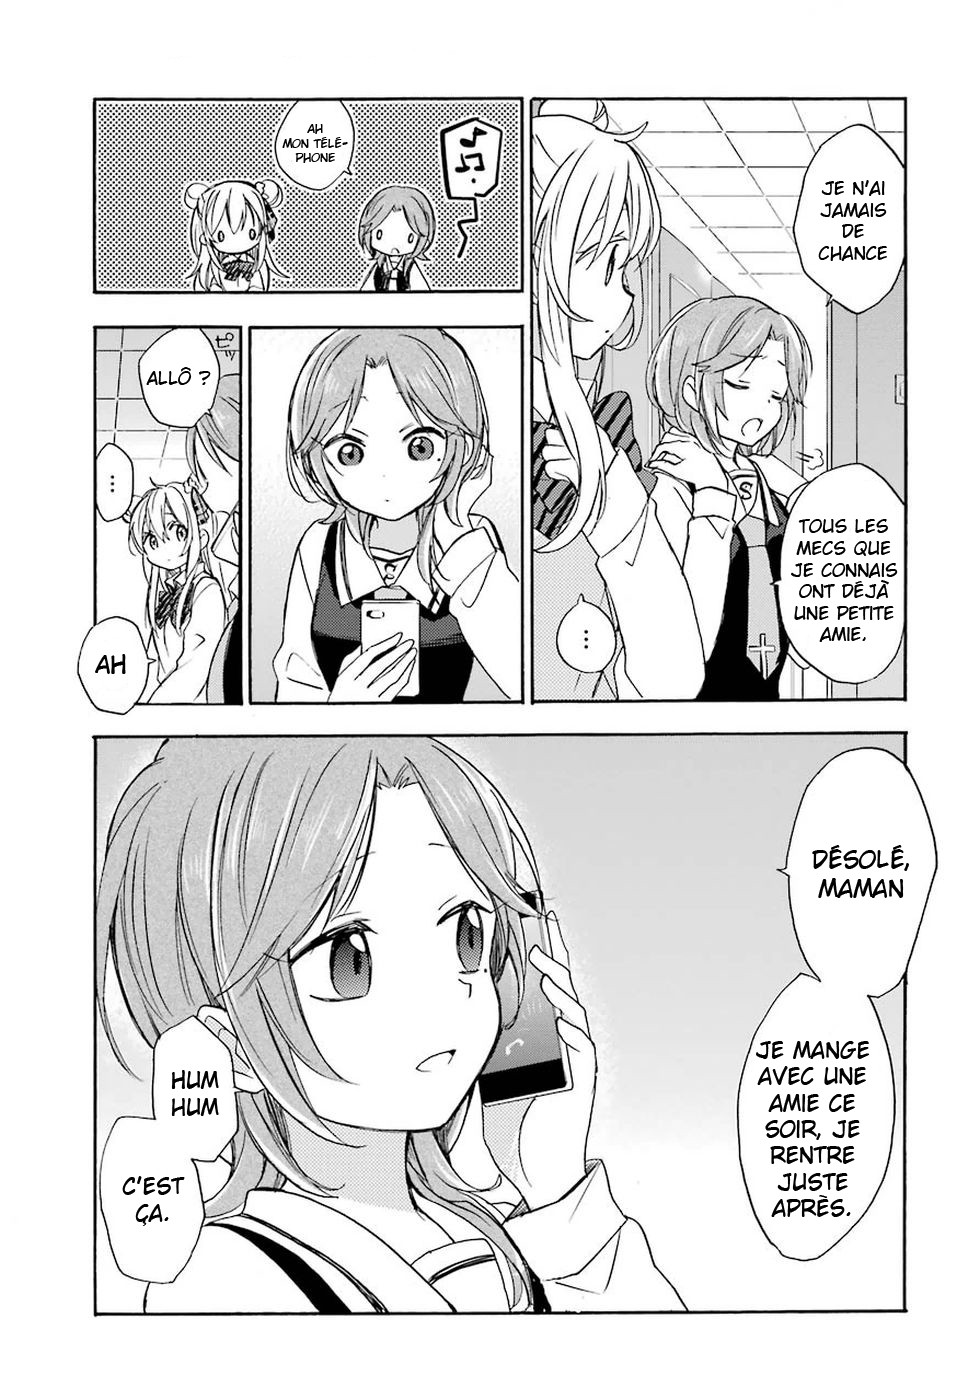 JE N'AI
JAMAIS
DE
CHANCE
TOUS LES
MECS QUE
JE CONNAIS
ONT DÉJÀ
UNE PETITE
AMIE.
...
S
AH
MON TÉLÉ-
PHONE
S
ピッ
ALLÔ ?
...
AH
DÉSOLÉ,
MAMAN
JE MANGE
AVEC UNE
AMIE CE
SOIR, JE
RENTRE
JUSTE
APRÈS.
HUM
HUM
C'EST
ÇA.